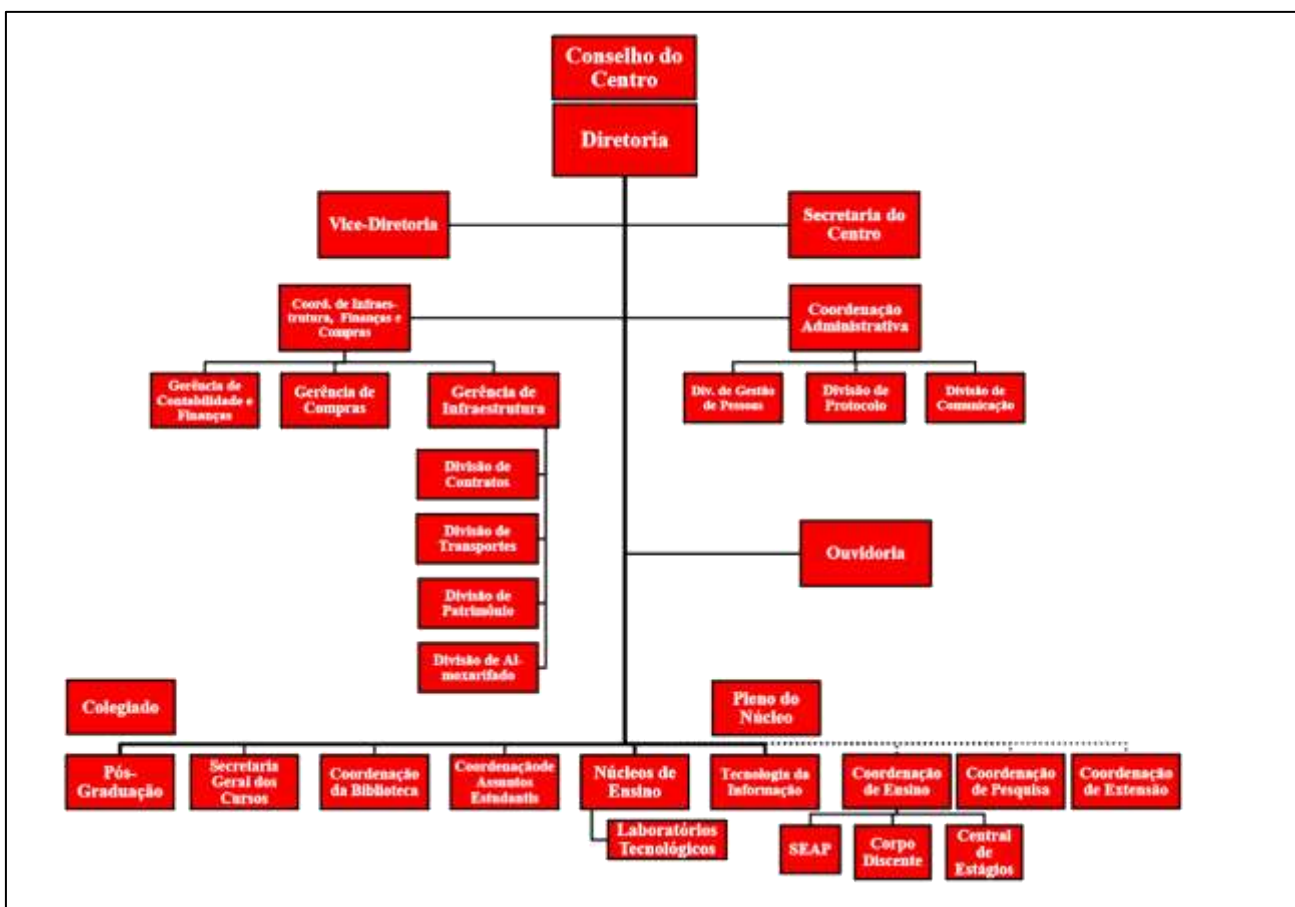 Conselho do
Centro
Diretoria
Vice-Diretoria
Secretaria do
Centro
Coord. de Infraes-
trutura, Finanças e
Compras
Coordenação
Administrativa
Gerência de
Contabilidade e
Finanças
Gerência de
Compras
Gerência de
Infraestrutura
Div. de Gestão
de Pessoas
Divisão de
Protocolo
Divisão de
Comunicação
Divisão de
Contratos
Divisão de
Transportes
Ouvidoria
Divisão de
Patrimônio
Divisão de Al-
moxarifado
Colegiado
Pleno do
Núcleo
Pós-
Graduação
Secretaria
Geral dos
Cursos
Coordenação
da Biblioteca
Coordenaçãode
Assuntos
Estudantis
Núcleos de
Ensino
Tecnologia da
Informação
Coordenação
de Ensino
Coordenação
de Pesquisa
Coordenação
de Extensão
Laboratórios
Tecnológicos
SEAP
Corpo
Discente
Central
de
Estágios